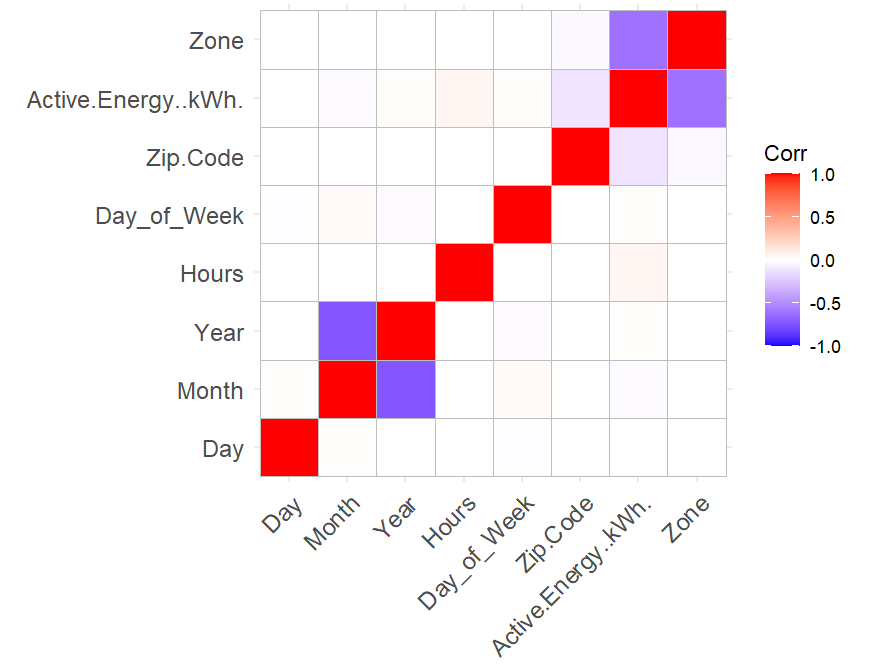 Zone
Active.Energy..kWh.
Zip.Code
Day_of_Week
Hours
Year
Month
Day
Day
Month
Year
Hours
Day_of_Week
Zip.Code
Active.Energy..kWh.
Zone
Corr
1.0
0.5
0.0
-0.5
-1.0